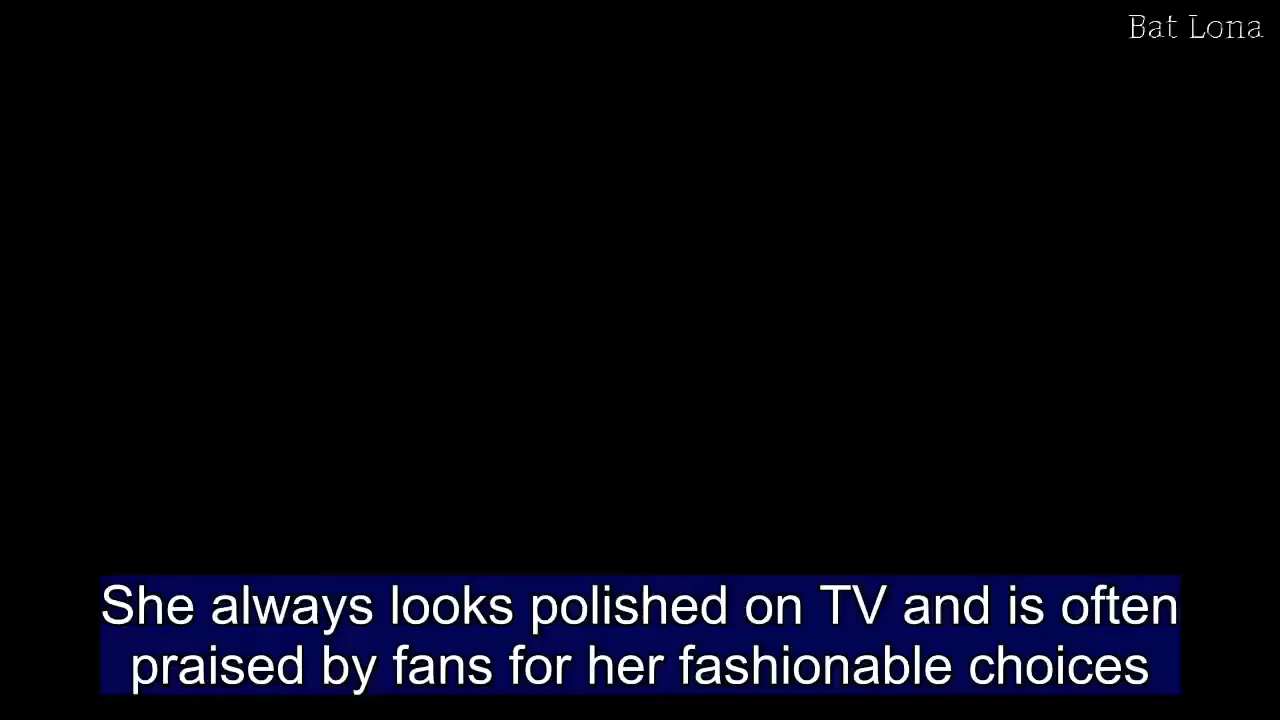 Bat Lona
She always looks polished on TV and is often
praised by fans for her fashionable choices